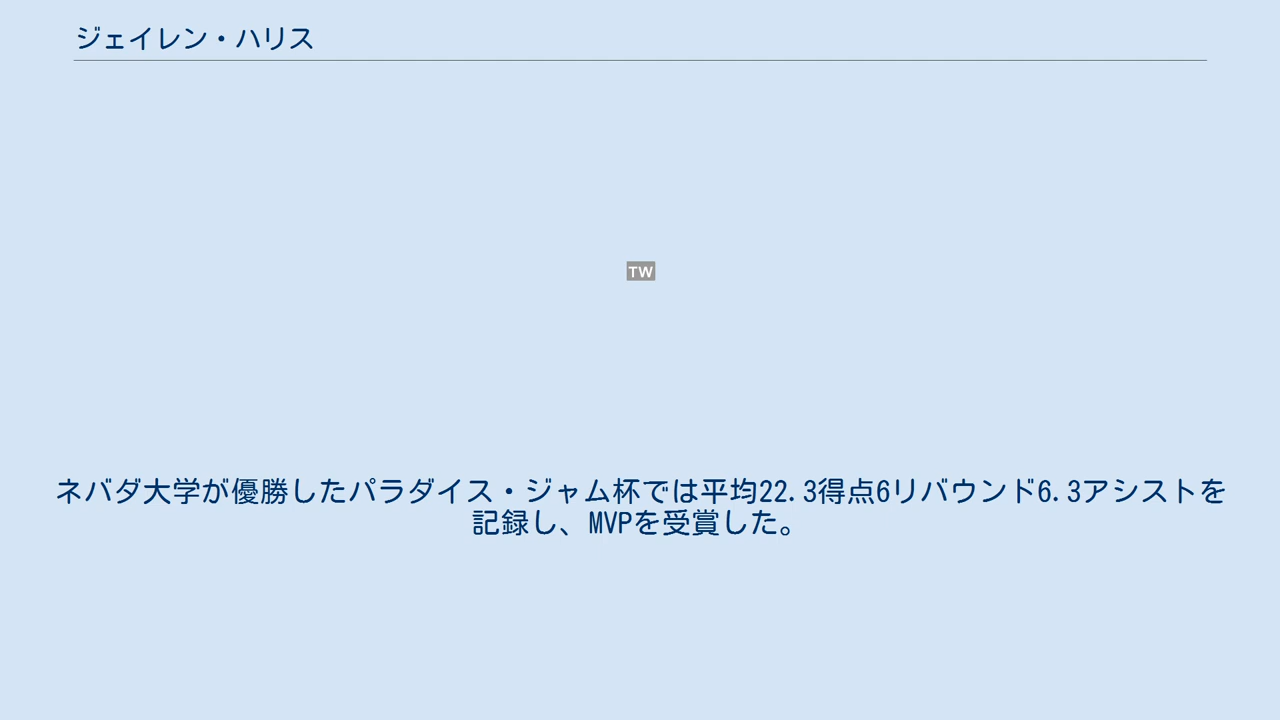 ジェイレン・ハリス
TW
ネバダ大学が優勝したパラダイス・ジャム杯では平均22.3得点6リバウンド6.3アシストを
記録し、MVPを受賞した。